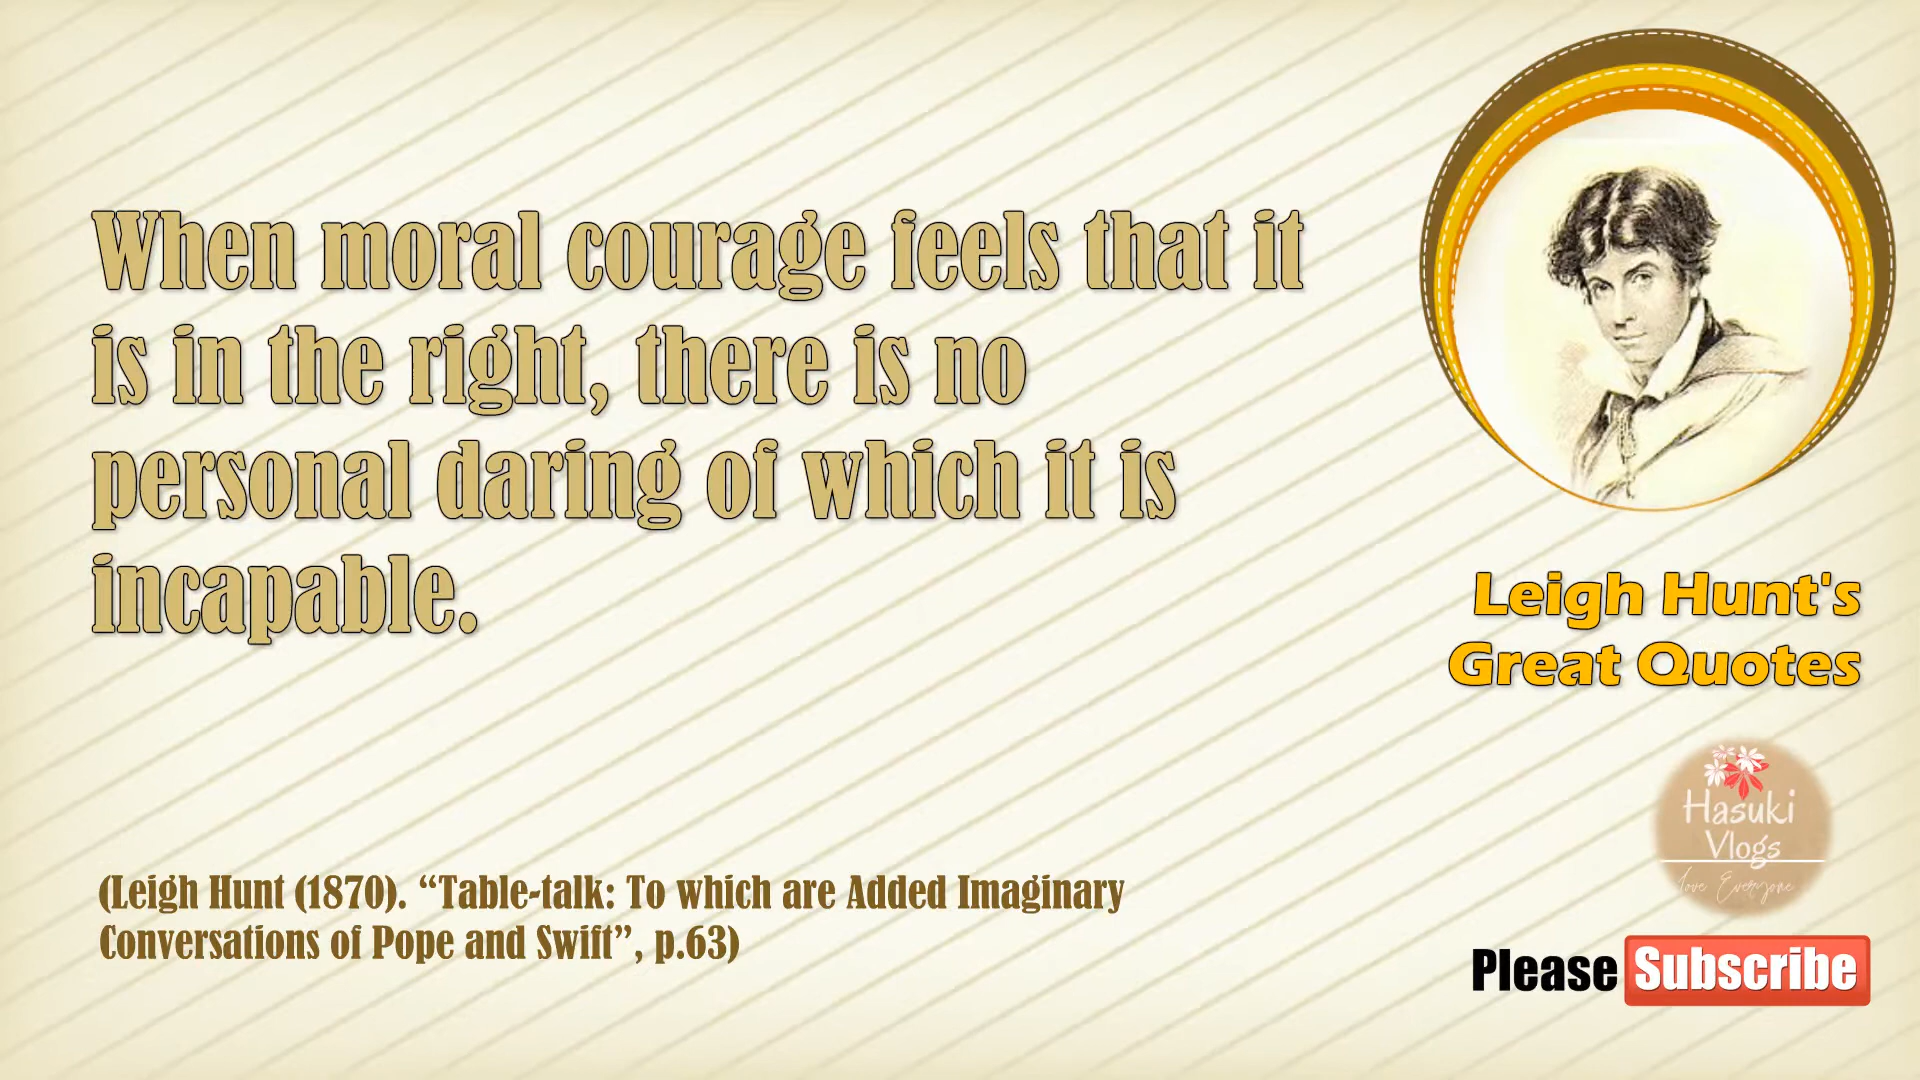 When moral courage feels that it
is in the right, there is no
personal daring of which it is
incapable.
(Leigh Hunt (1870). “Table-talk: To which are Added Imaginary
Conversations of Pope and Swift”, p.63)
Leigh Hunt's
Great Quotes
Hasuki
Vlogs
Love Everyone
Please Subscribe